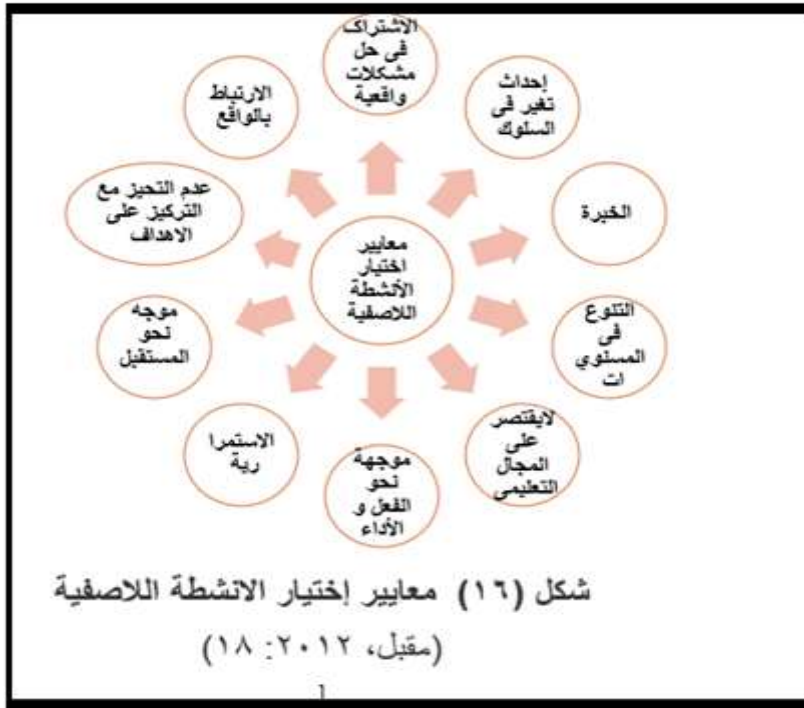 الاشتراك
فى حل
مشكلات
واقعية
إحداث
تغير فى
السلوك
الخبرة
التنوع
فى
المستوي
ات
لايقتصر
على
المجال
التعليمى
موجهة
نحو
الفعل و
الأداء
الاستمرا
رية
موجه
نحو
المستقبل
عدم التحيز مع
التركيز على
الاهداف
الارتباط
بالواقع
معايير
اختيار
الأنشطة
اللاصفية
شكل (١٦) معايير إختيار الانشطة اللاصفية
(مقبل، ٢٠١٢: ١٨)